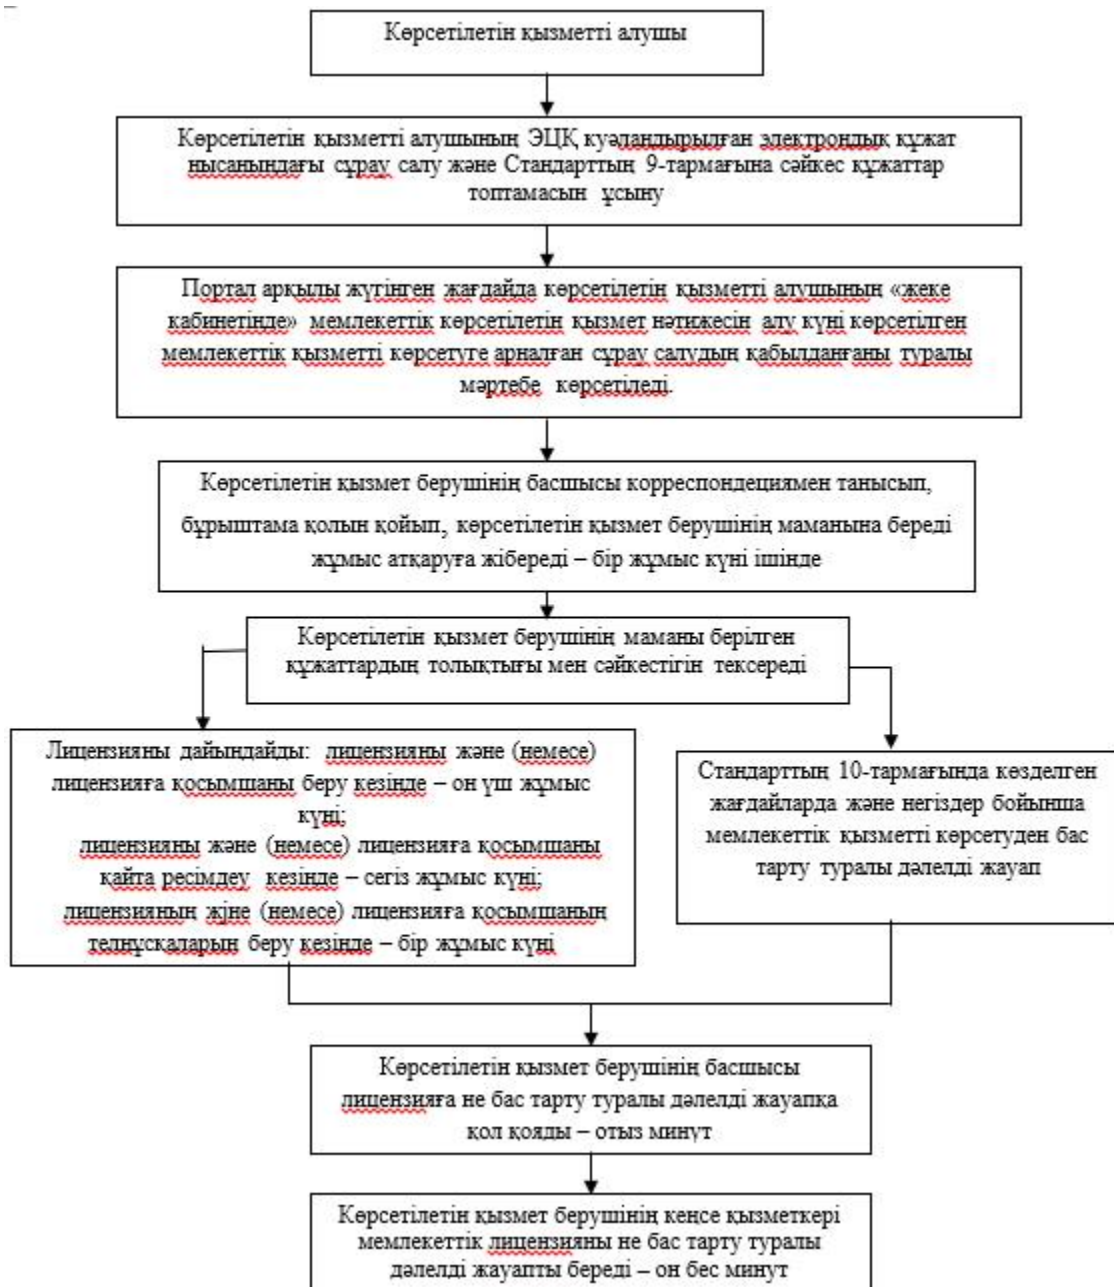 Көрсетілетін қызметті алушы
Көрсетілетін қызметті алушының ЭЦҚ куәландырылған электрондық құжат
нысанындағы сұрау салу және Стандарттың 9-тармағына сәйкес құжаттар
топтамасын ұсыну
Портал арқылы жүгінген жағдайда көрсетілетін қызметті алушының «жеке
кабинетінде» мемлекеттік көрсетілетін қызмет нәтижесін алу күні көрсетілген
мемлекеттік қызметті көрсетуге арналған сұрау салудың қабылданғаны туралы
мәртебе көрсетіледі.
Көрсетілетін қызмет берушінің басшысы корреспондециямен танысып,
бұрыштама қолын қойып, көрсетілетін қызмет берушінің маманына береді
жұмыс атқаруға жібереді – бір жұмыс күні ішінде
Көрсетілетін қызмет берушінің маманы берілген
құжаттардың толықтығы мен сәйкестігін тексереді
Лицензияны дайындайды: лицензияны және (немесе)
лицензияға қосымшаны беру кезінде – он үш жұмыс
күні;
лицензияны және (немесе) лицензияға қосымшаны
қайта ресімдеу кезінде – сегіз жұмыс күні;
лицензияның жјне (немесе) лицензияға қосымшаның
телнұсқаларын беру кезінде – бір жұмыс күні
Стандарттың 10-тармағында көзделген
жағдайларда және негіздер бойынша
мемлекеттік қызметті көрсетуден бас
тарту туралы дәлелді жауап
Көрсетілетін қызмет берушінің басшысы
лицензияға не бас тарту туралы дәлелді жауапқа
қол қояды – отыз минут
Көрсетілетін қызмет берушінің кеңсе қызметкері
мемлекеттік лицензияны не бас тарту туралы
дәлелді жауапты береді – он бес минут